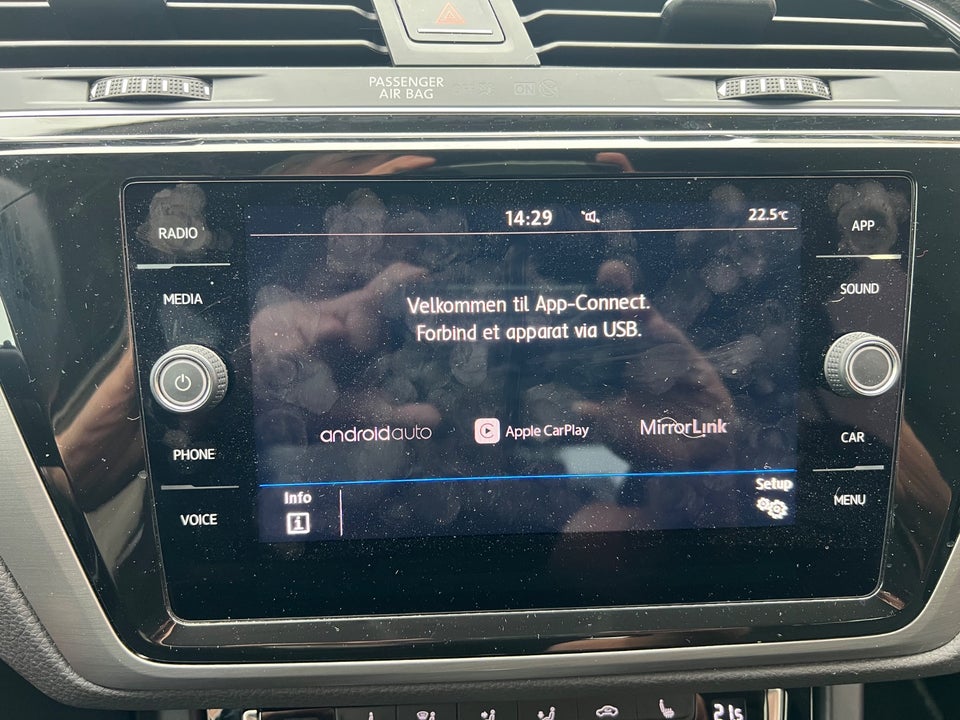 PASSENGER
AIR BAG
OFF ON
14:29 22.5°C
RADIO
MEDIA
PHONE
VOICE
Velkommen til App-Connect.
Forbind et apparat via USB.
androidauto Apple CarPlay MirrorLink
Info Setup
APP
SOUND
CAR
MENU